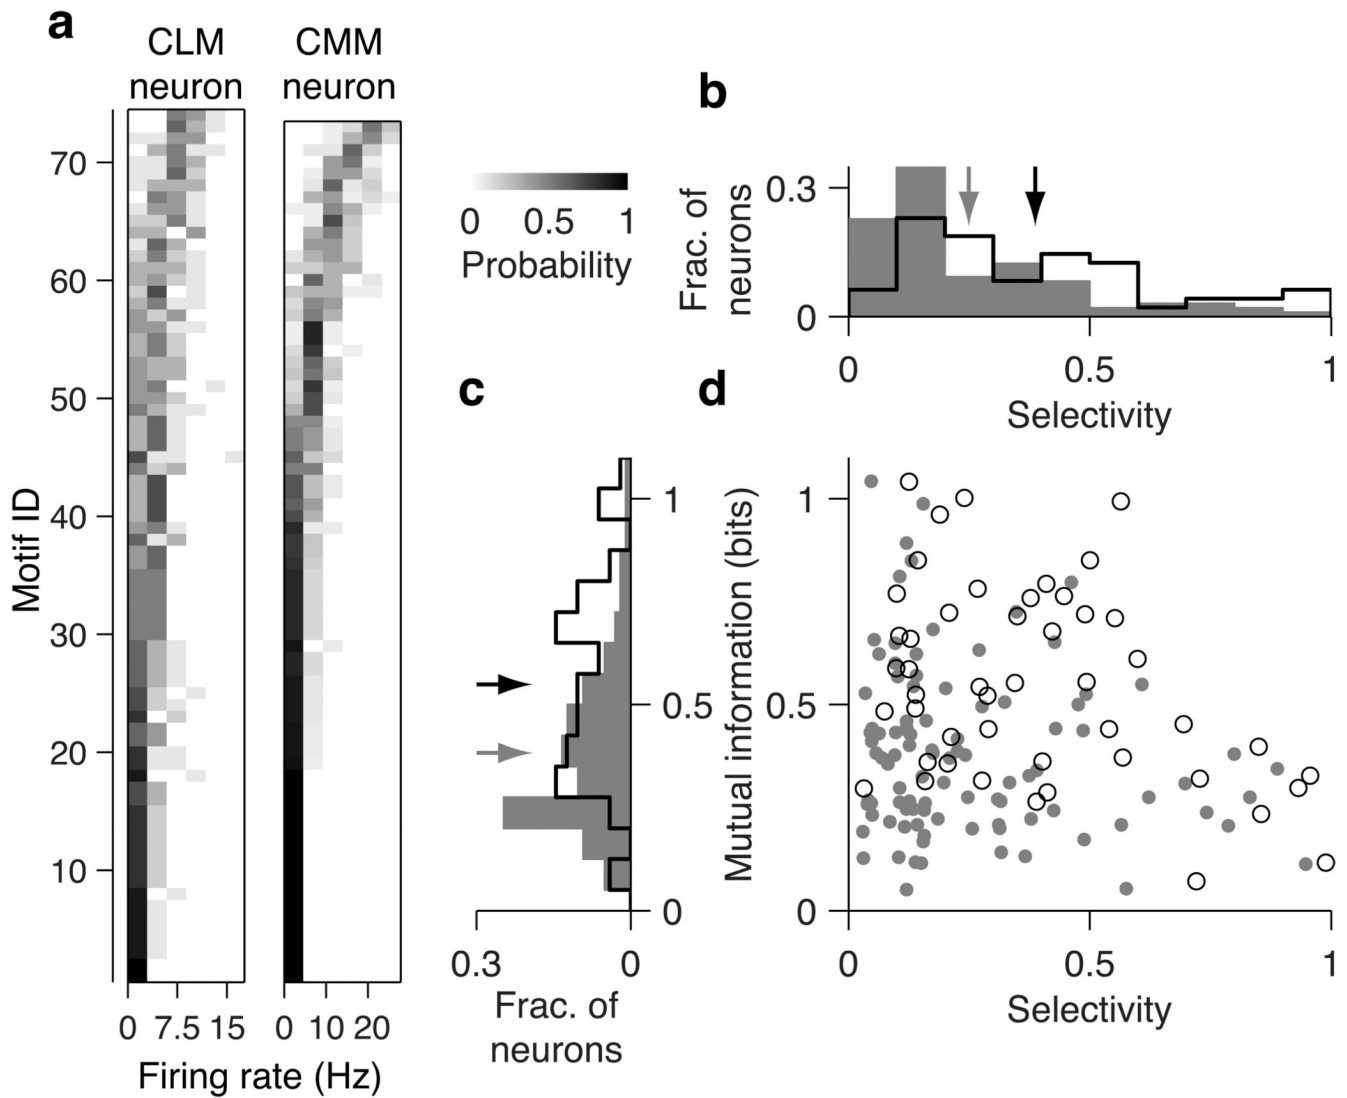 a
CLM
neuron
CMM
neuron
Motif ID
70
60
50
40
30
20
10
0 7.5 15
0 10 20
Firing rate (Hz)
0 0.5 1
Probability
b
Frac. of
neurons
0.3
0
0 0.5 1
Selectivity
c
1
0.5
0
0.3 0
Frac. of
neurons
d
Mutual information (bits)
1
0.5
0
0 0.5 1
Selectivity